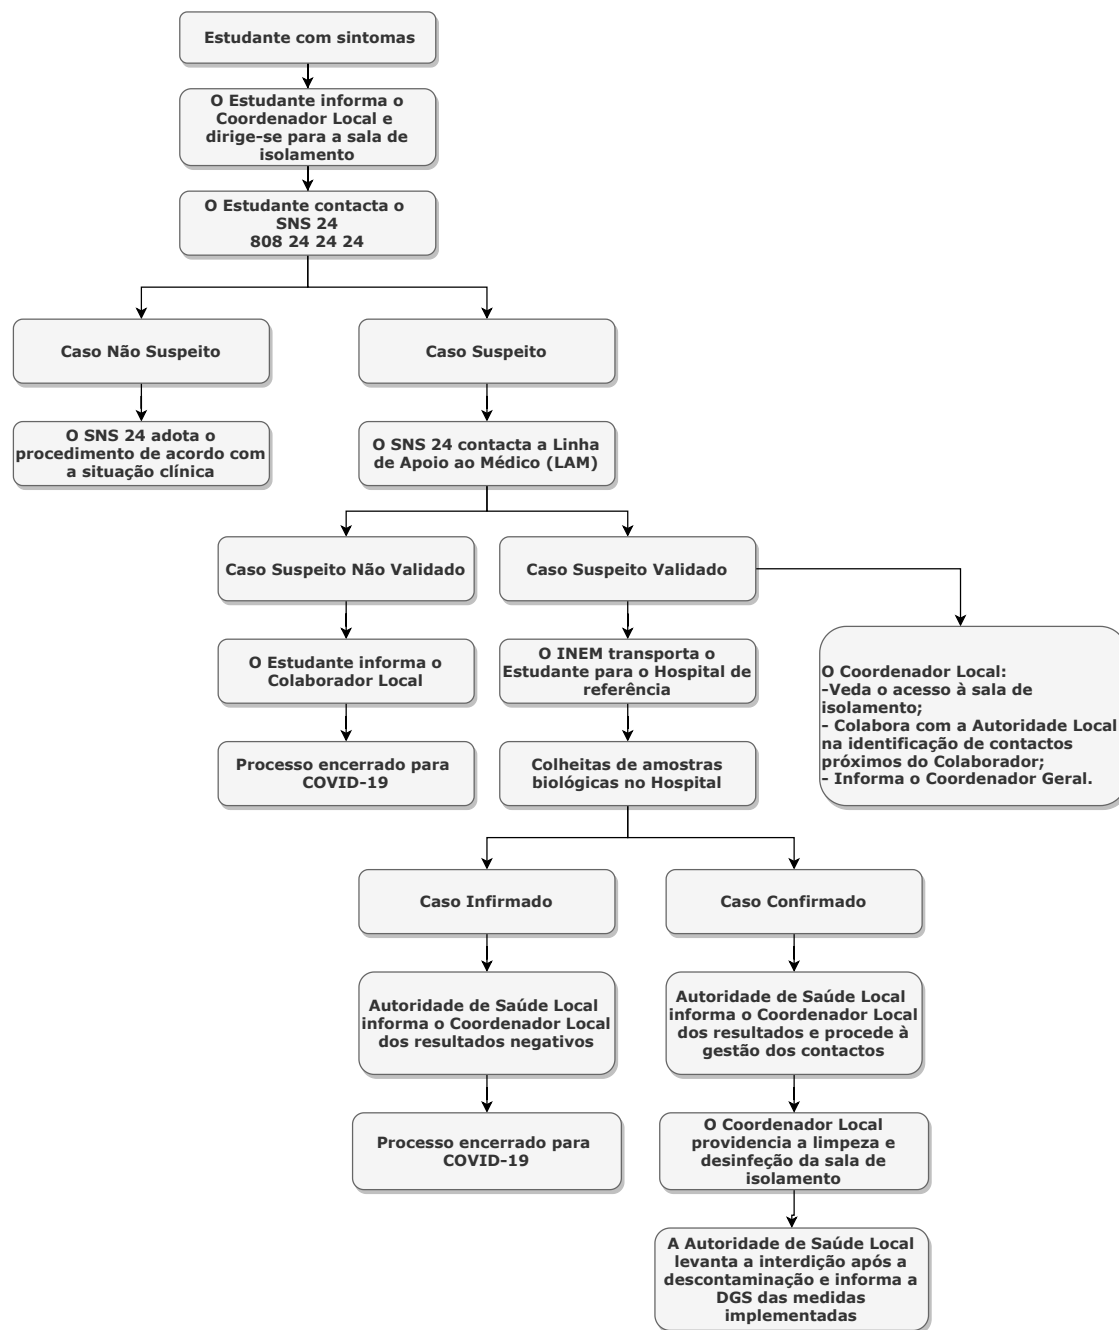 Estudante com sintomas
O Estudante informa o
Coordenador Local e
dirige-se para a sala de
isolamento
O Estudante contacta o
SNS 24
808 24 24 24
Caso Não Suspeito
Caso Suspeito
O SNS 24 adota o
procedimento de acordo com
a situação clínica
O SNS 24 contacta a Linha
de Apoio ao Médico (LAM)
Caso Suspeito Não Validado
Caso Suspeito Validado
O Estudante informa o
Colaborador Local
O INEM transporta o
Estudante para o Hospital de
referência
O Coordenador Local:
-Veda o acesso à sala de
isolamento;
- Colabora com a Autoridade Local
na identificação de contactos
próximos do Colaborador;
- Informa o Coordenador Geral.
Processo encerrado para
COVID-19
Colheitas de amostras
biológicas no Hospital
Caso Infirmado
Caso Confirmado
Autoridade de Saúde Local
informa o Coordenador Local
dos resultados negativos
Autoridade de Saúde Local
informa o Coordenador Local
dos resultados e procede à
gestão dos contactos
Processo encerrado para
COVID-19
O Coordenador Local
providencia a limpeza e
desinfeção da sala de
isolamento
A Autoridade de Saúde Local
levanta a interdição após a
descontaminação e informa a
DGS das medidas
implementadas